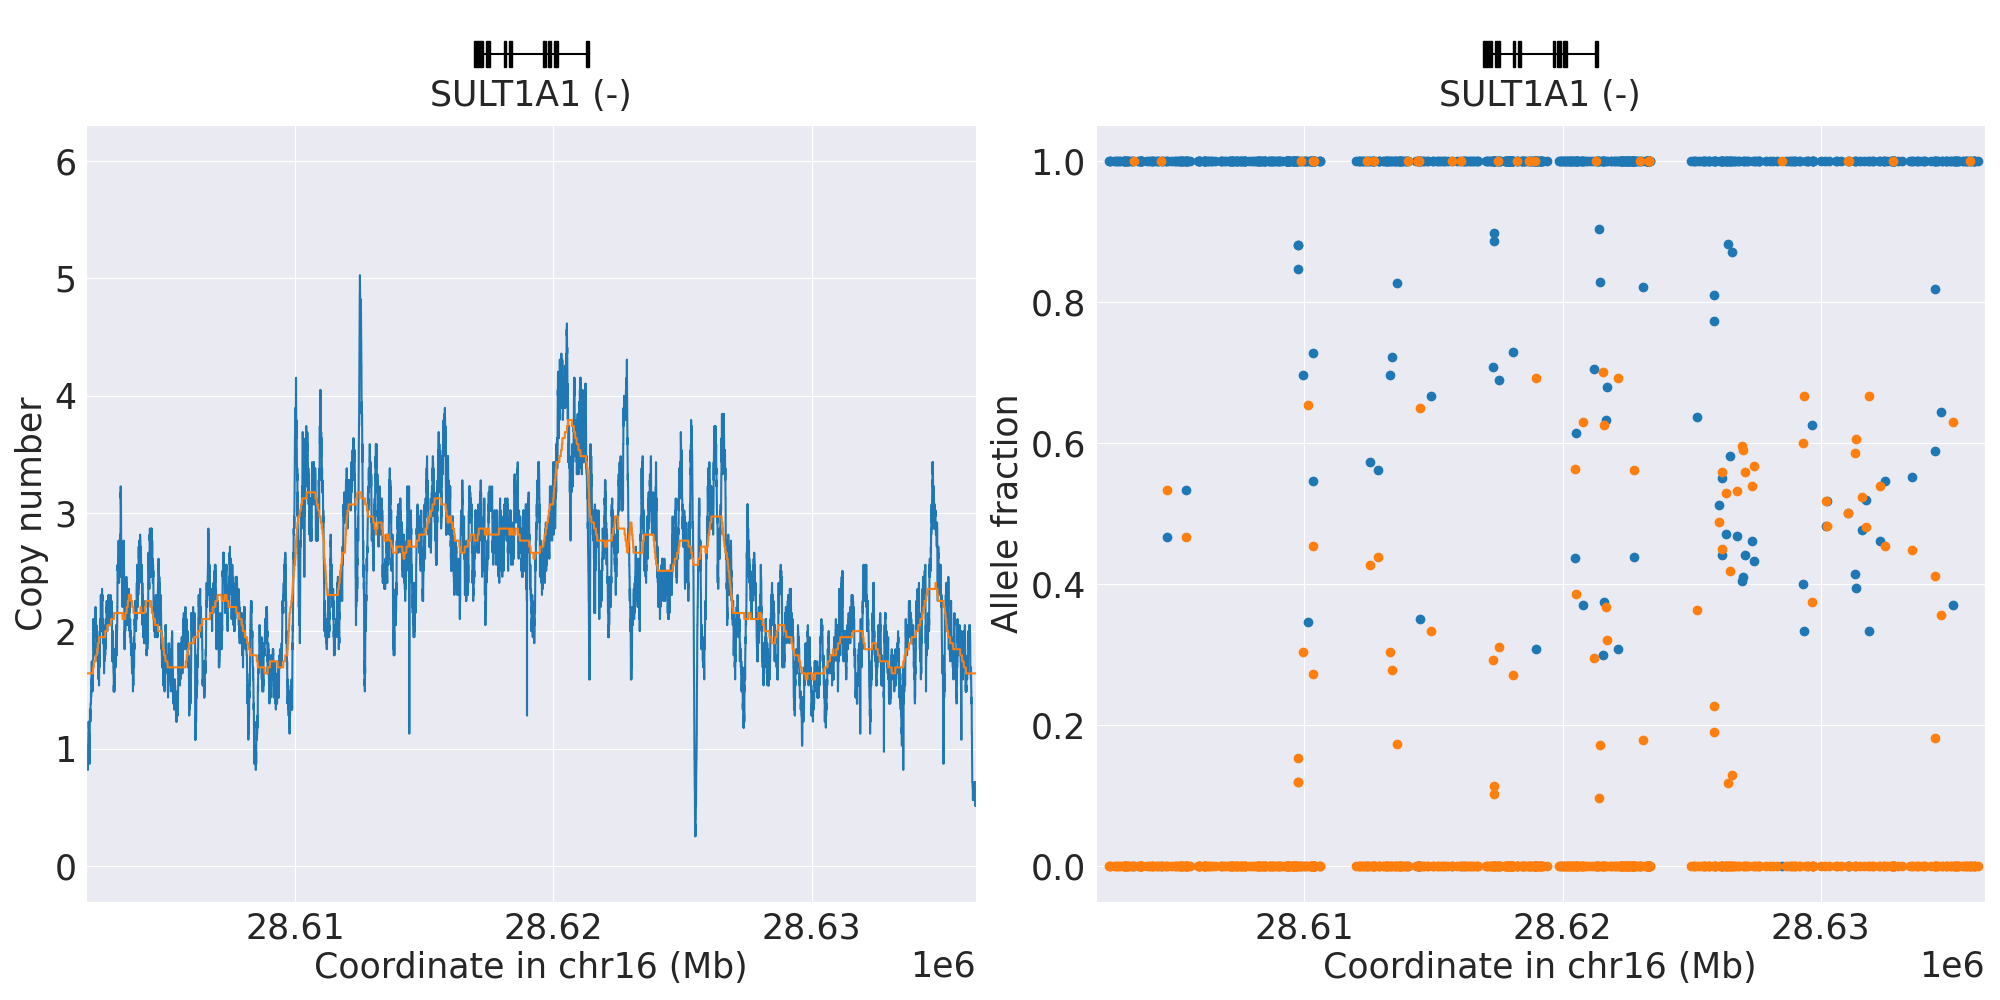 SULT1A1 (-)
6
5
4
3
2
1
0
Copy number
28.61
28.62
28.63
Coordinate in chr16 (Mb)
1e6
SULT1A1 (-)
1.0
0.8
0.6
0.4
0.2
0.0
Allele fraction
28.61
28.62
28.63
Coordinate in chr16 (Mb)
1e6